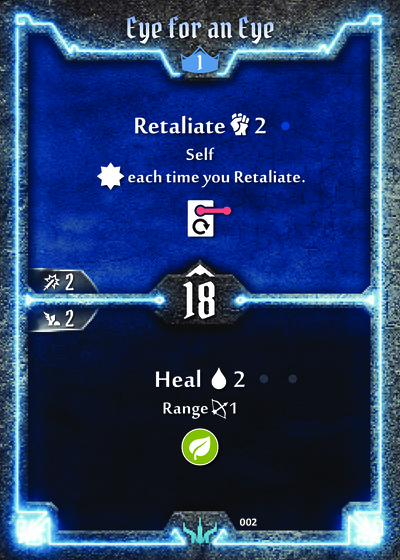 Eye for an Eye
1
Retaliate 2
Self
each time you Retaliate.
2
18
2
Heal 2
Range 1
002